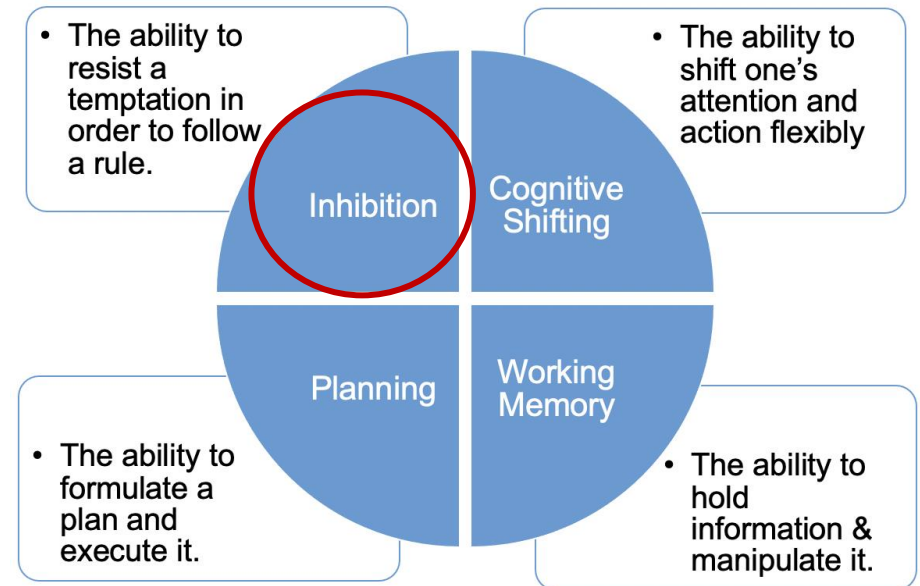 • The ability to
resist a
temptation in
order to follow
a rule.
• The ability to
shift one’s
attention and
action flexibly
Inhibition
Cognitive
Shifting
Planning
Working
Memory
• The ability to
formulate a
plan and
execute it.
• The ability to
hold
information &
manipulate it.